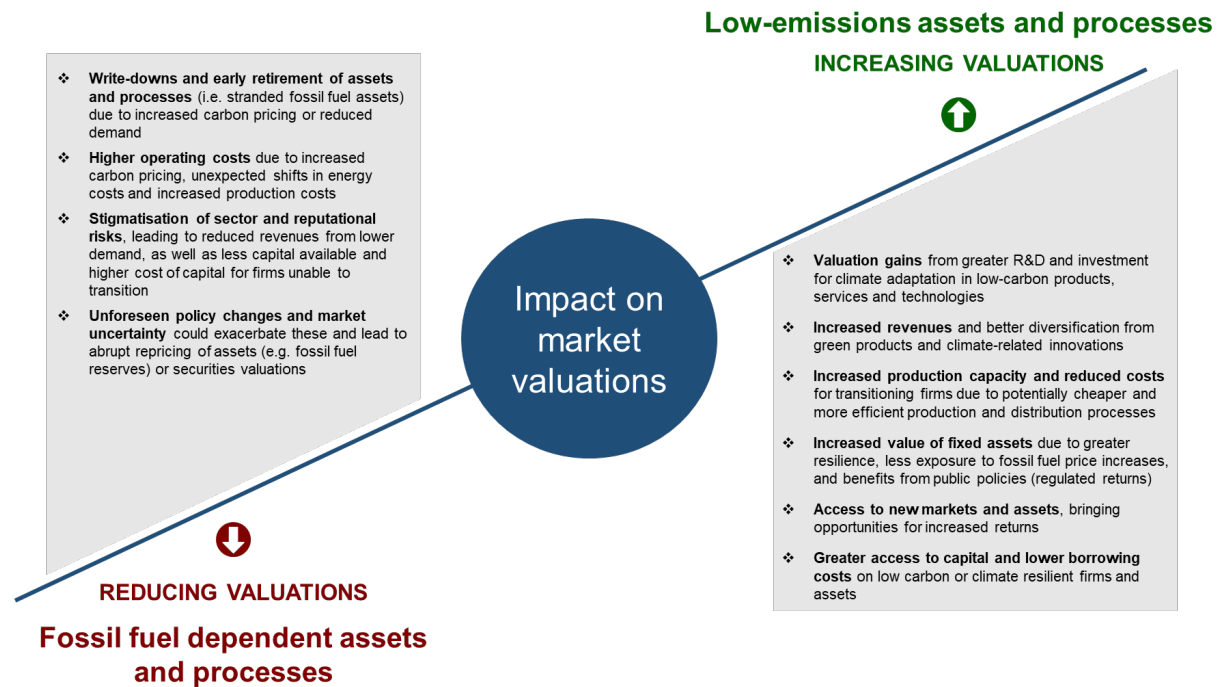 Low-emissions assets and processes
INCREASING VALUATIONS
❖ Write-downs and early retirement of assets
and processes (i.e. stranded fossil fuel assets)
due to increased carbon pricing or reduced
demand
❖ Higher operating costs due to increased
carbon pricing, unexpected shifts in energy
costs and increased production costs
❖ Stigmatisation of sector and reputational
risks, leading to reduced revenues from lower
demand, as well as less capital available and
higher cost of capital for firms unable to
transition
❖ Unforeseen policy changes and market
uncertainty could exacerbate these and lead to
abrupt repricing of assets (e.g. fossil fuel
reserves) or securities valuations
Impact on
market
valuations
❖ Valuation gains from greater R&D and investment
for climate adaptation in low-carbon products,
services and technologies
❖ Increased revenues and better diversification from
green products and climate-related innovations
❖ Increased production capacity and reduced costs
for transitioning firms due to potentially cheaper and
more efficient production and distribution processes
❖ Increased value of fixed assets due to greater
resilience, less exposure to fossil fuel price increases,
and benefits from public policies (regulated returns)
❖ Access to new markets and assets, bringing
opportunities for increased returns
❖ Greater access to capital and lower borrowing
costs on low carbon or climate resilient firms and
assets
REDUCING VALUATIONS
Fossil fuel dependent assets
and processes